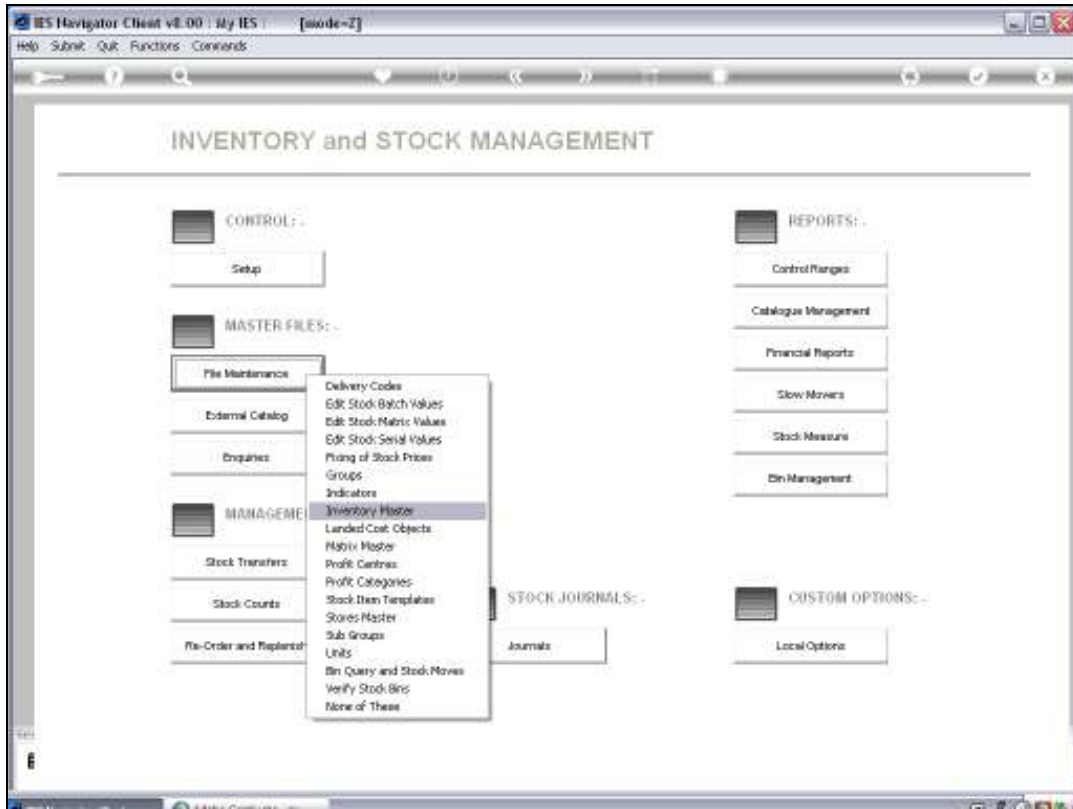 IES Navigator Client v8.00 : My IES : [mode=Z]
Help Submit Quit Functions Commands
INVENTORY and STOCK MANAGEMENT
CONTROL: -
Setup
MASTER FILES: -
File Maintenance
External Catalog
Enquiries
Delivery Codes
Edit Stock Batch Values
Edit Stock Matrix Values
Edit Stock Serial Values
Fixing of Stock Prices
Groups
Indicators
Inventory Master
Landed Cost Objects
Matrix Master
Profit Centres
Profit Categories
Stock Item Templates
Stores Master
Sub Groups
Units
Bin Query and Stock Moves
Verify Stock Bins
None of These
MANAGEME
Stock Transfers
Stock Counts
Re-Order and Replenish
STOCK JOURNALS: -
Journals
REPORTS: -
Control Ranges
Catalogue Management
Financial Reports
Slow Movers
Stock Measure
Bin Management
CUSTOM OPTIONS: -
Local Options